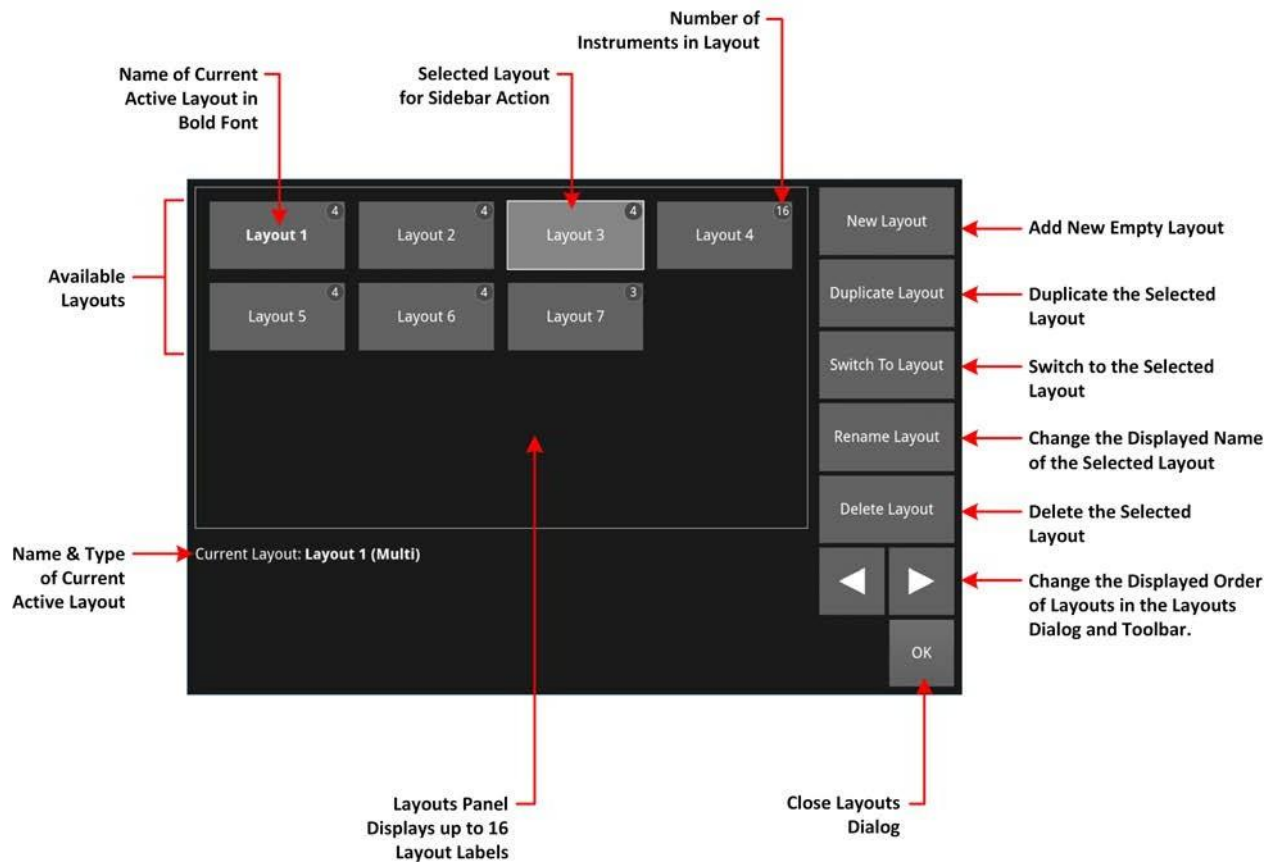 Number of
Instruments in Layout
Name of Current
Active Layout in
Bold Font
Selected Layout
for Sidebar Action
Available
Layouts
Layout 1
4
Layout 2
4
Layout 3
4
Layout 4
16
Layout 5
4
Layout 6
4
Layout 7
3
New Layout
Add New Empty Layout
Duplicate Layout
Duplicate the Selected
Layout
Switch To Layout
Switch to the Selected
Layout
Rename Layout
Change the Displayed Name
of the Selected Layout
Delete Layout
Delete the Selected
Layout
Name & Type
of Current
Active Layout
Current Layout: Layout 1 (Multi)
Change the Displayed Order
of Layouts in the Layouts
Dialog and Toolbar.
OK
Layouts Panel
Displays up to 16
Layout Labels
Close Layouts
Dialog